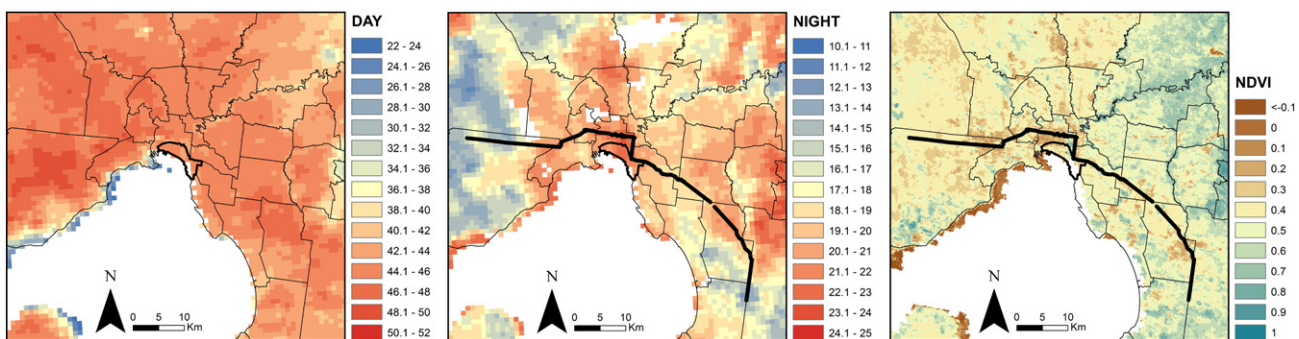 DAY
22 - 24
24.1 - 26
26.1 - 28
28.1 - 30
30.1 - 32
32.1 - 34
34.1 - 36
36.1 - 38
38.1 - 40
40.1 - 42
42.1 - 44
44.1 - 46
46.1 - 48
48.1 - 50
50.1 - 52
N
0 5 10
Km
NIGHT
10.1 - 11
11.1 - 12
12.1 - 13
13.1 - 14
14.1 - 15
15.1 - 16
16.1 - 17
17.1 - 18
18.1 - 19
19.1 - 20
20.1 - 21
21.1 - 22
22.1 - 23
23.1 - 24
24.1 - 25
N
0 5 10
Km
NDVI
<-0.1
0
0.1
0.2
0.3
0.4
0.5
0.6
0.7
0.8
0.9
1
N
0 5 10
Km